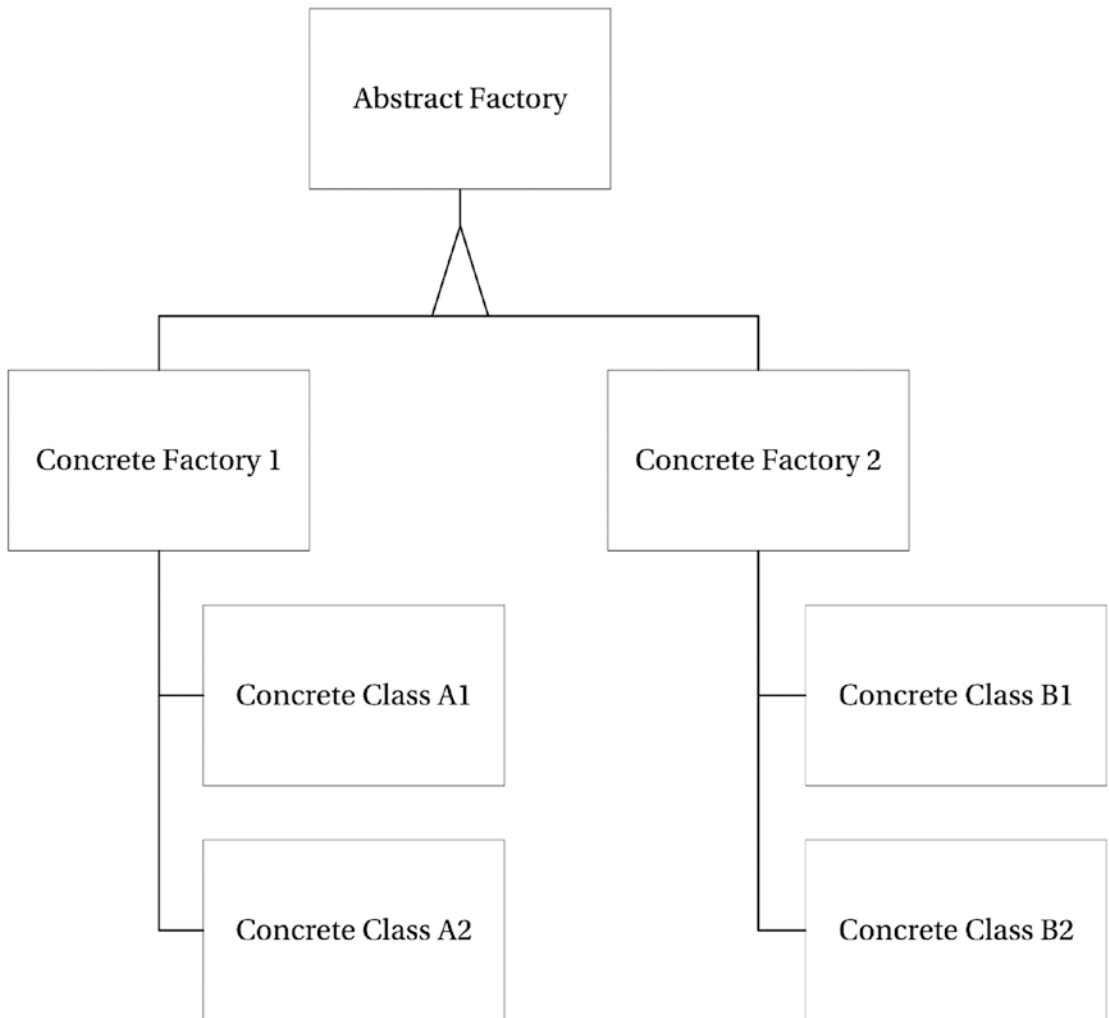 Abstract Factory
Concrete Factory 1
Concrete Factory 2
Concrete Class A1
Concrete Class B1
Concrete Class A2
Concrete Class B2